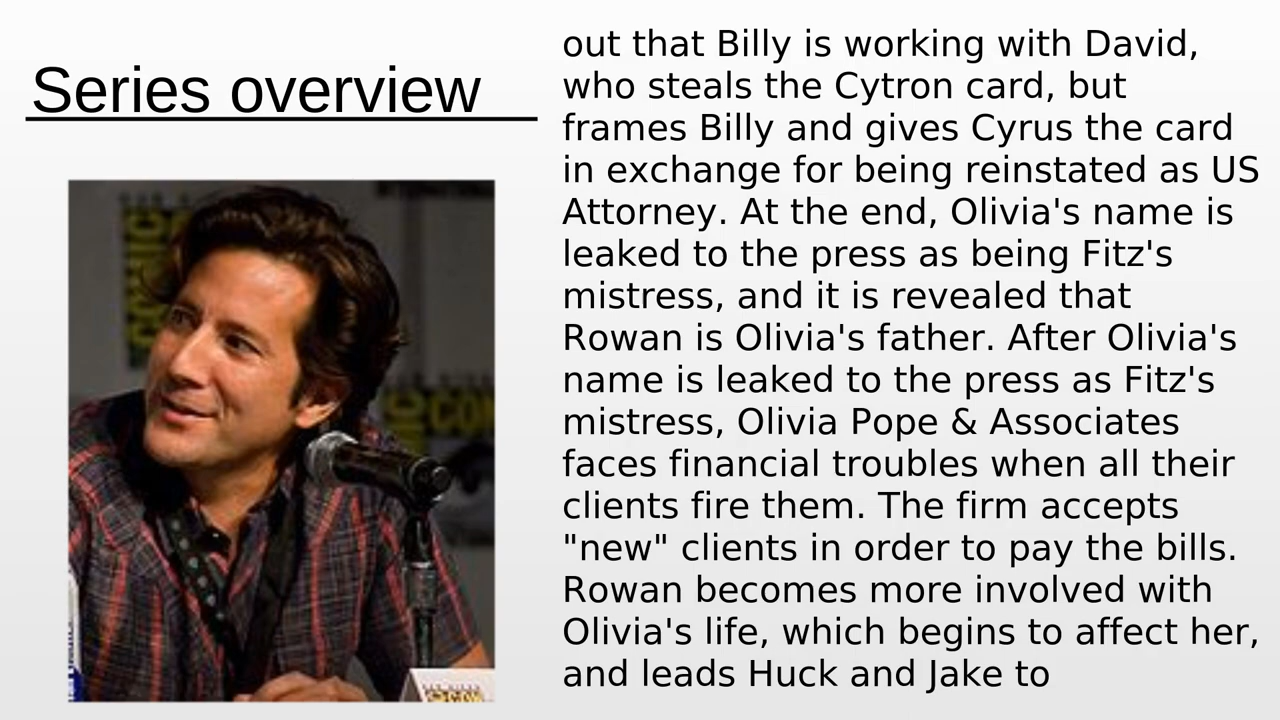 Series overview
out that Billy is working with David,
who steals the Cytron card, but
frames Billy and gives Cyrus the card
in exchange for being reinstated as US
Attorney. At the end, Olivia's name is
leaked to the press as being Fitz's
mistress, and it is revealed that
Rowan is Olivia's father. After Olivia's
name is leaked to the press as Fitz's
mistress, Olivia Pope & Associates
faces financial troubles when all their
clients fire them. The firm accepts
"new" clients in order to pay the bills.
Rowan becomes more involved with
Olivia's life, which begins to affect her,
and leads Huck and Jake to